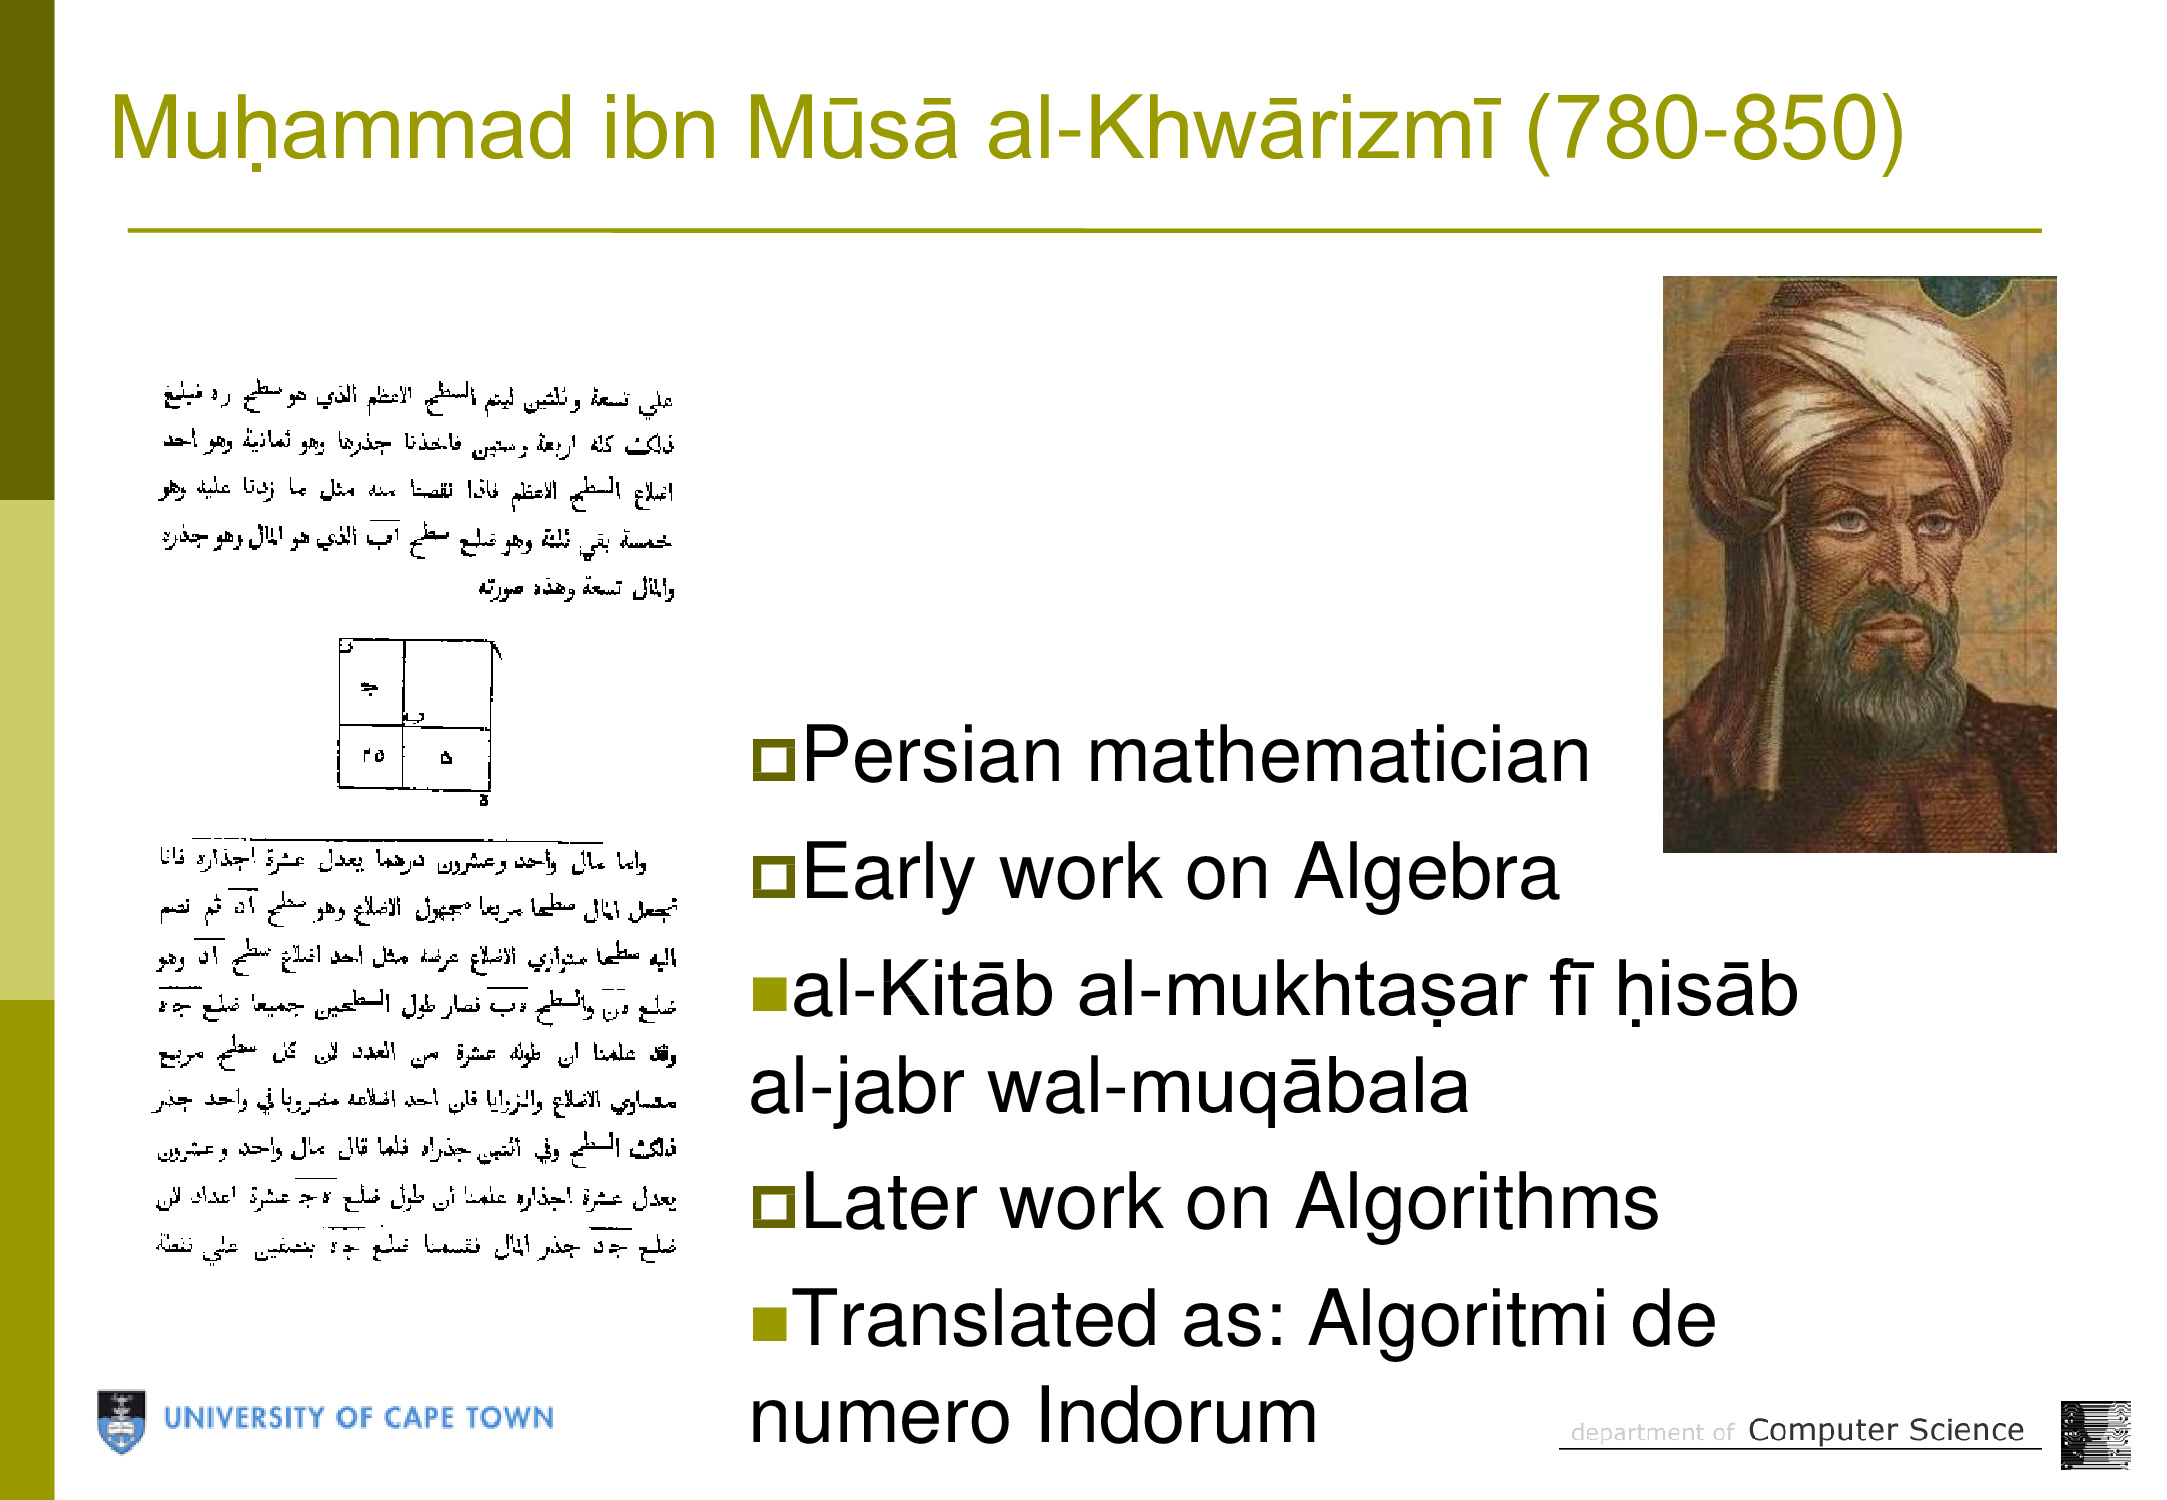 Muḥammad ibn Mūsā al-Khwārizmī (780-850)
علي تسعة وثلثين ليتم السطح الاعظم الذي هو سطح ره فبلغ
ذلك كله اربعة وستين فاخذنا جذرها وهو ثمانية وهو احد
اضلاع السطح الاعظم فاذا نقصنا منه مثل ما زدنا عليه وهو
خمسة بقي ثلثة وهو ضلع سطح اب الذي هو المال وهو جذره
والمال تسعة وهذه صورته
واما مال واحد وعشرون درهما يعدل عشرة اجذاره فانا
نجعل المال سطحا مربعا مجهول الاضلاع وهو سطح اد ثم نضم
اليه سطحا متوازي الاضلاع عرضه مثل احد اضلاع سطح اد وهو
ضلع والسطح ه‍ب فصار طول السطحين جميعا ضلع جه
وقد علمنا ان طوله عشرة من العدد لان كل سطح مربع
متساوي الاضلاع والزوايا فان احد اضلاعه مضروبا في واحد جذر
ذلك السطح وفي اثنين جذراه فلما قال مال واحد وعشرون
يعدل عشرة اجذاره علمنا ان طول ضلع ه‍ج عشرة اعداد لان
ضلع جد جذر المال فقسمنا ضلع جه بنصفين علي نقطة
Persian mathematician
Early work on Algebra
al-Kitāb al-mukhtaṣar fī ḥisāb
al-jabr wal-muqābala
Later work on Algorithms
Translated as: Algoritmi de
numero Indorum
UNIVERSITY OF CAPE TOWN
department of Computer Science